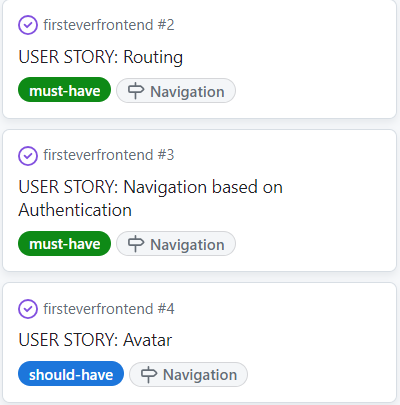 firsteverfrontend #2
USER STORY: Routing
must-have Navigation
firsteverfrontend #3
USER STORY: Navigation based on
Authentication
must-have Navigation
firsteverfrontend #4
USER STORY: Avatar
should-have Navigation